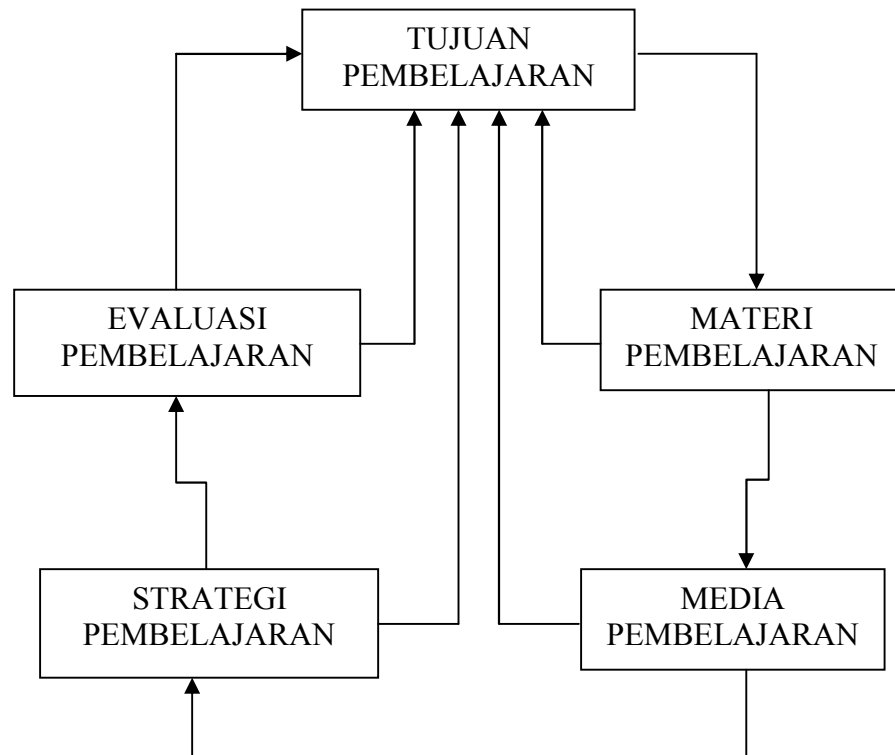 TUJUAN
PEMBELAJARAN
EVALUASI
PEMBELAJARAN
MATERI
PEMBELAJARAN
STRATEGI
PEMBELAJARAN
MEDIA
PEMBELAJARAN